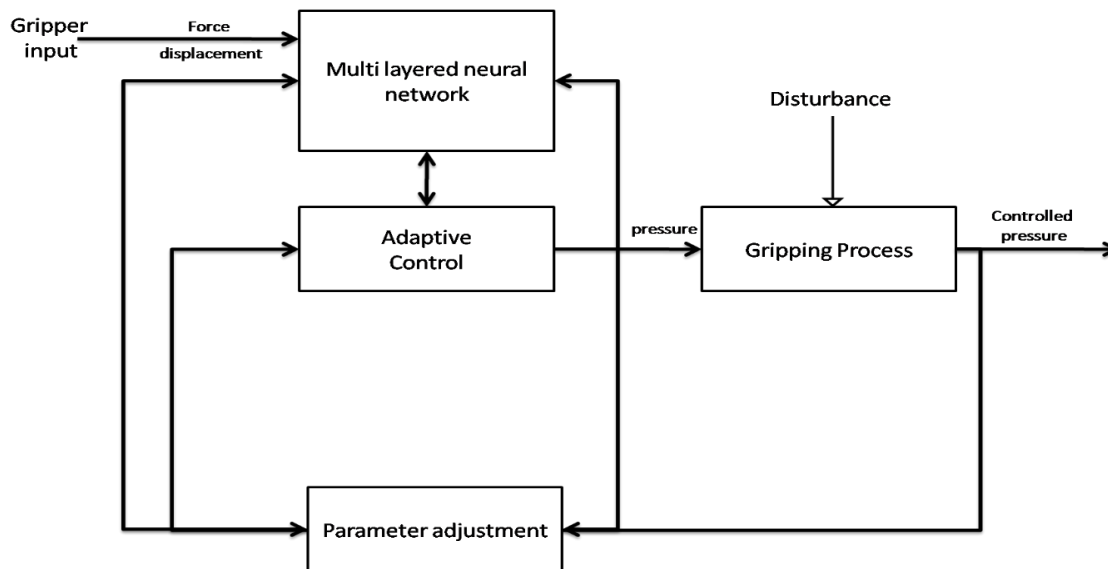 Gripper
input
Force
displacement
Multi layered neural
network
Disturbance
Adaptive
Control
pressure
Gripping Process
Controlled
pressure
Parameter adjustment